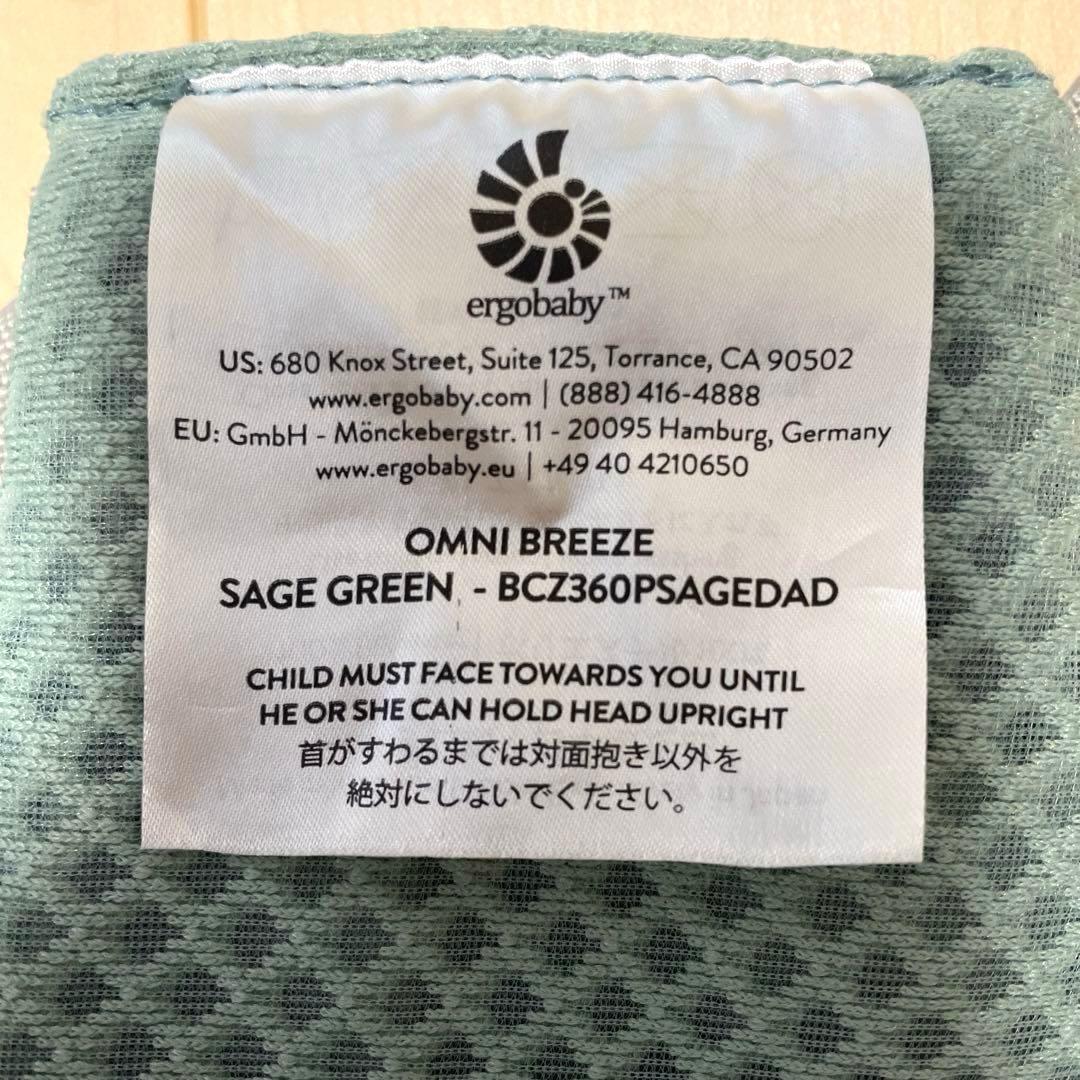 ergobaby™
US: 680 Knox Street, Suite 125, Torrance, CA 90502
www.ergobaby.com | (888) 416-4888
EU: GmbH - Mönckebergstr. 11 - 20095 Hamburg, Germany
www.ergobaby.eu | +49 40 4210650
OMNI BREEZE
SAGE GREEN - BCZ360PSAGEDAD
CHILD MUST FACE TOWARDS YOU UNTIL
HE OR SHE CAN HOLD HEAD UPRIGHT
首がすわるまでは対面抱き以外を
絶対にしないでください。